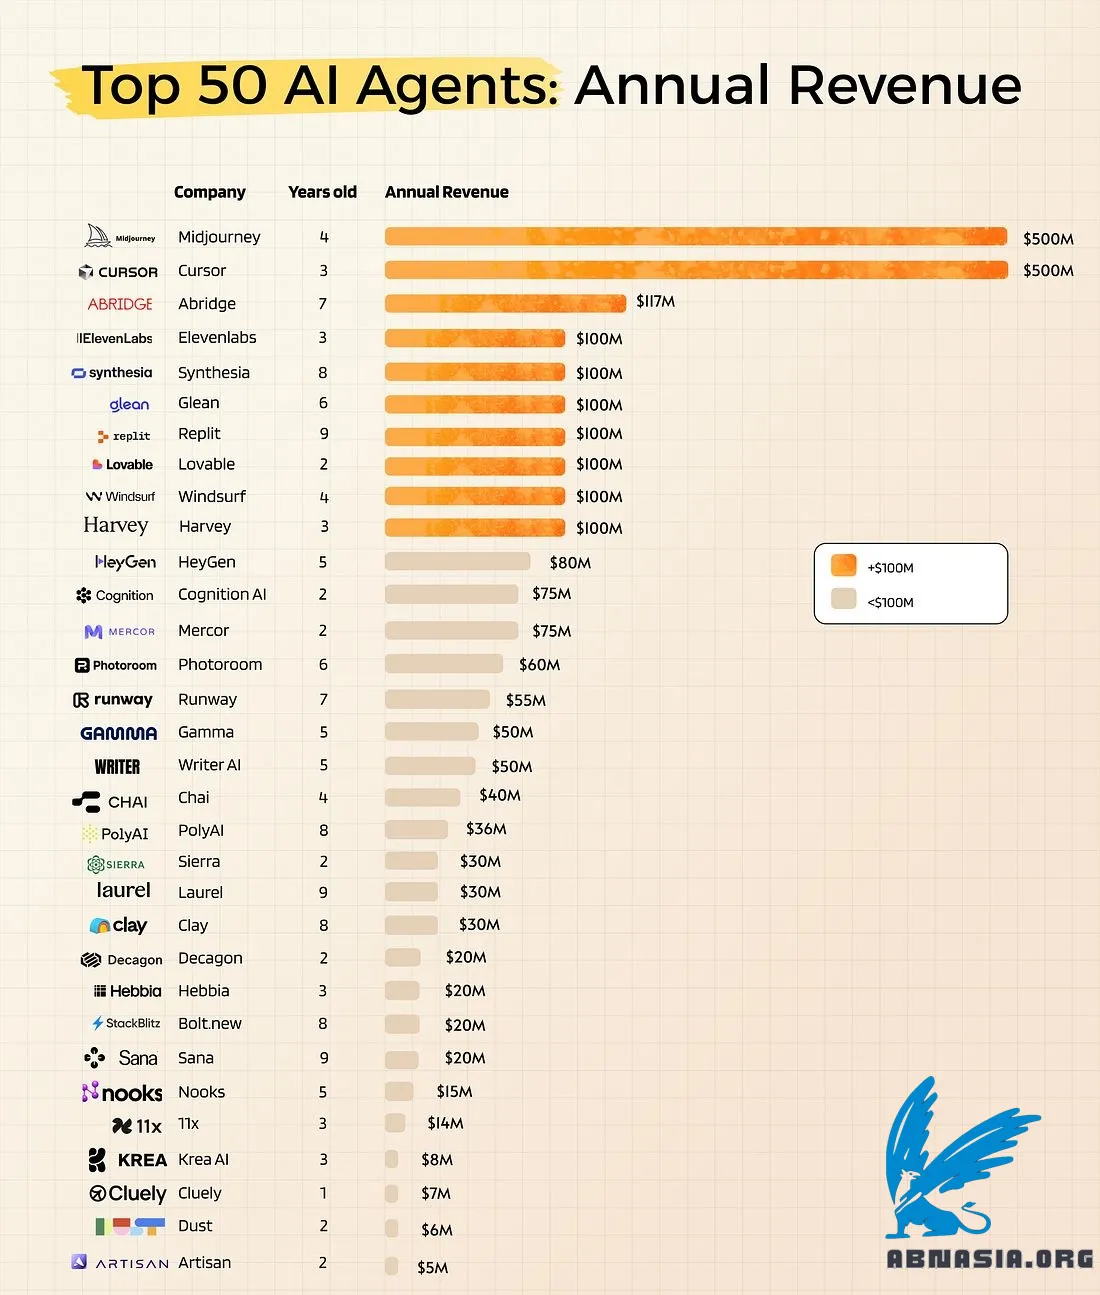 Top 50 AI Agents: Annual Revenue
Company Years old Annual Revenue
Midjourney Midjourney 4 $500M
CURSOR Cursor 3 $500M
ABRIDGE Abridge 7 $117M
IIElevenLabs Elevenlabs 3 $100M
synthesia Synthesia 8 $100M
glean Glean 6 $100M
replit Replit 9 $100M
Lovable Lovable 2 $100M
Windsurf Windsurf 4 $100M
Harvey Harvey 3 $100M
HeyGen HeyGen 5 $80M
+$100M
Cognition Cognition AI 2 $75M
<$100M
MERCOR Mercor 2 $75M
Photoroom Photoroom 6 $60M
runway Runway 7 $55M
GAMMA Gamma 5 $50M
WRITER Writer AI 5 $50M
CHAI Chai 4 $40M
PolyAI PolyAI 8 $36M
SIERRA Sierra 2 $30M
laurel Laurel 9 $30M
clay Clay 8 $30M
Decagon Decagon 2 $20M
Hebbia Hebbia 3 $20M
StackBlitz Bolt.new 8 $20M
Sana Sana 9 $20M
nooks Nooks 5 $15M
11x 11x 3 $14M
KREA Krea AI 3 $8M
Cluely Cluely 1 $7M
Dust 2 $6M
ARTISAN Artisan 2 $5M
ABNASIA.ORG